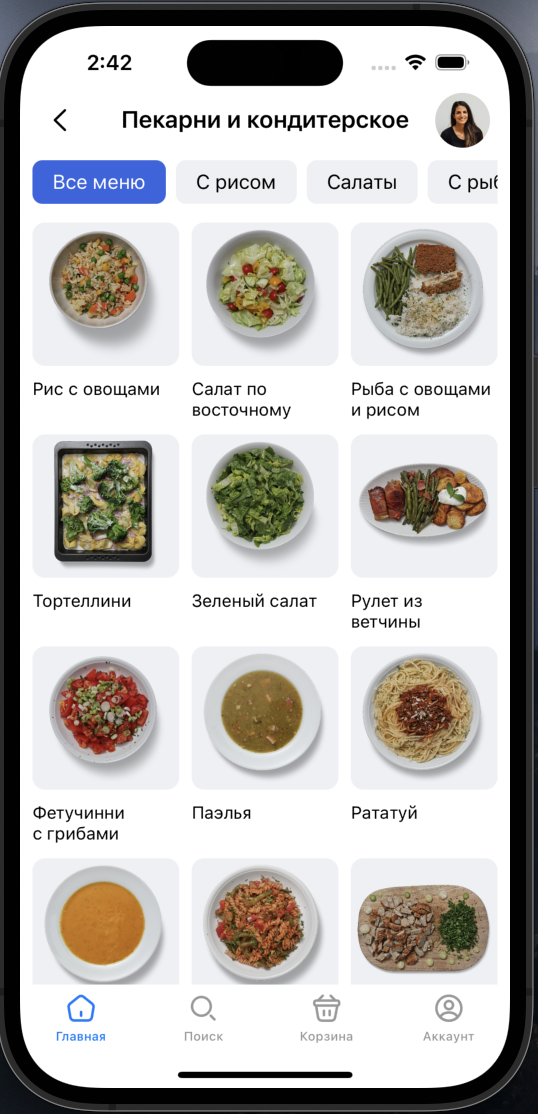 2:42
Пекарни и кондитерское
Все меню
С рисом
Салаты
С рыб
Рис с овощами
Салат по
восточному
Рыба с овощами
и рисом
Тортеллини
Зеленый салат
Рулет из
ветчины
Фетучинни
с грибами
Паэлья
Рататуй
Главная
Поиск
Корзина
Аккаунт